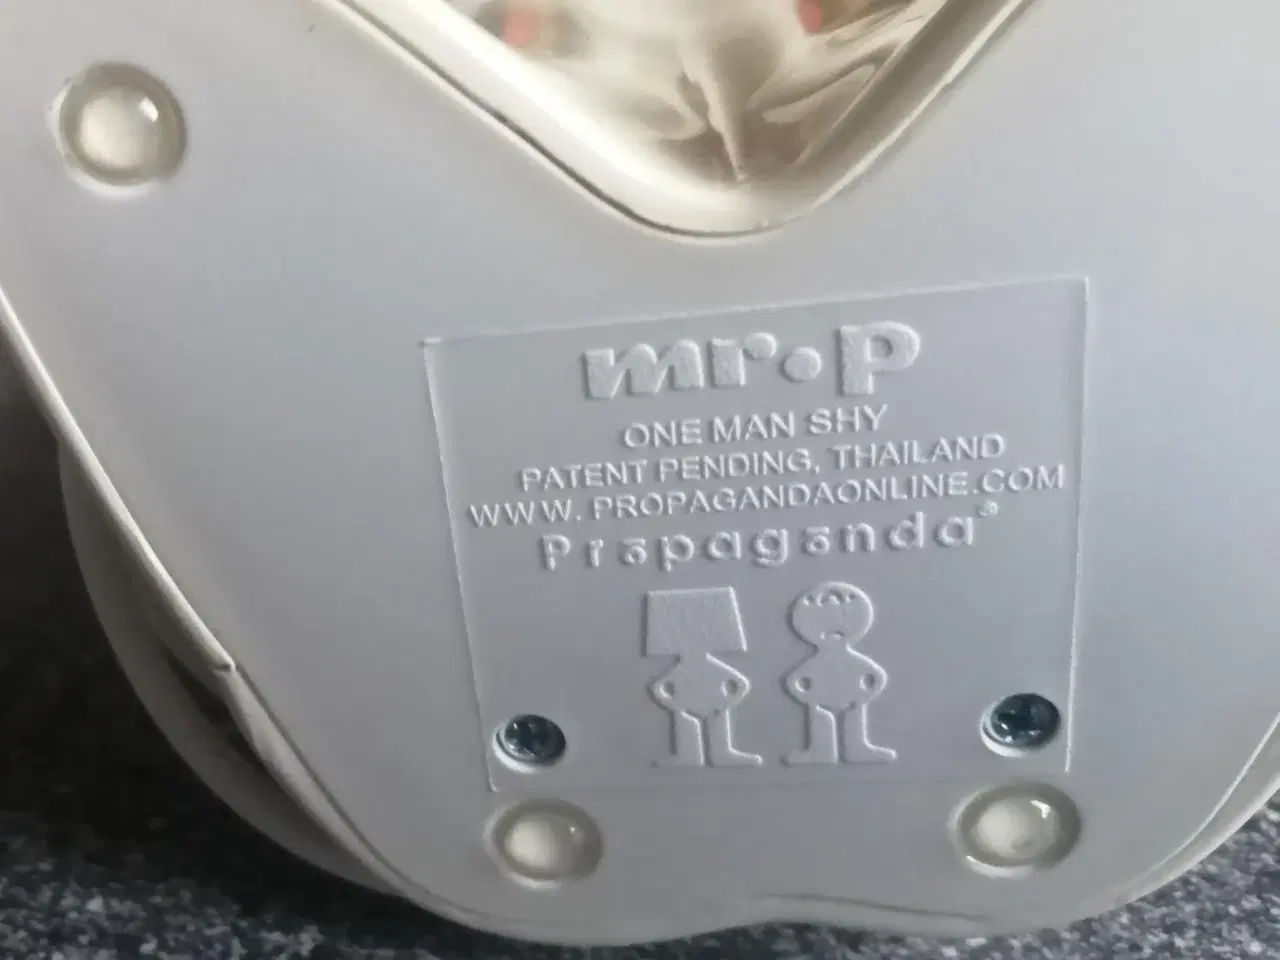 mr.p
ONE MAN SHY
PATENT PENDING, THAILAND
WWW. PROPAGANDAONLINE.COM
Propaganda®